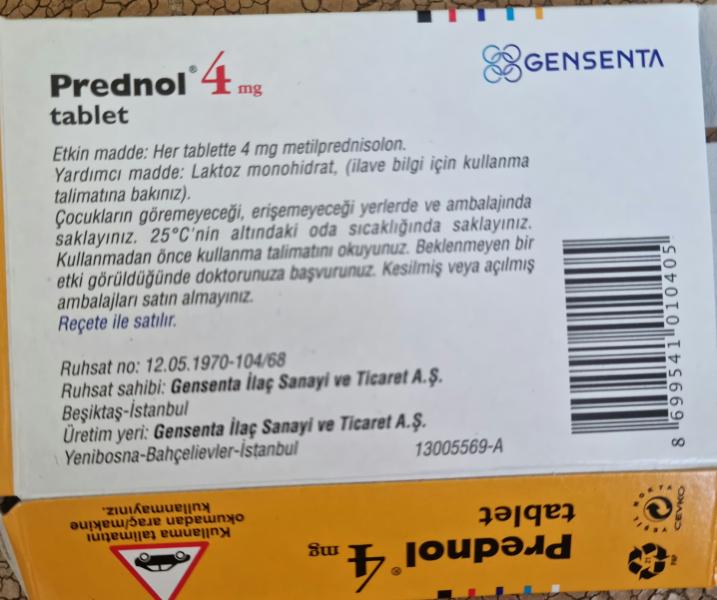 Prednol® 4 mg
tablet
GENSENTA
Etkin madde: Her tablette 4 mg metilprednisolon.
Yardımcı madde: Laktoz monohidrat, (ilave bilgi için kullanma
talimatına bakınız).
Çocukların göremeyeceği, erişemeyeceği yerlerde ve ambalajında
saklayınız. 25°C'nin altındaki oda sıcaklığında saklayınız.
Kullanmadan önce kullanma talimatını okuyunuz. Beklenmeyen bir
etki görüldüğünde doktorunuza başvurunuz. Kesilmiş veya açılmış
ambalajları satın almayınız.
Reçete ile satılır.
Ruhsat no: 12.05.1970-104/68
Ruhsat sahibi: Gensenta İlaç Sanayi ve Ticaret A.Ş.
Beşiktaş-İstanbul
Üretim yeri: Gensenta İlaç Sanayi ve Ticaret A.Ş.
Yenibosna-Bahçelievler-İstanbul
13005569-A
8 699541 010405
Prednol® 4 mg
tablet
Kullanma talimatını
okumadan araç/makine
kullanmayınız.
YEŞİL NOKTA
ÇEVKO
21
PAP